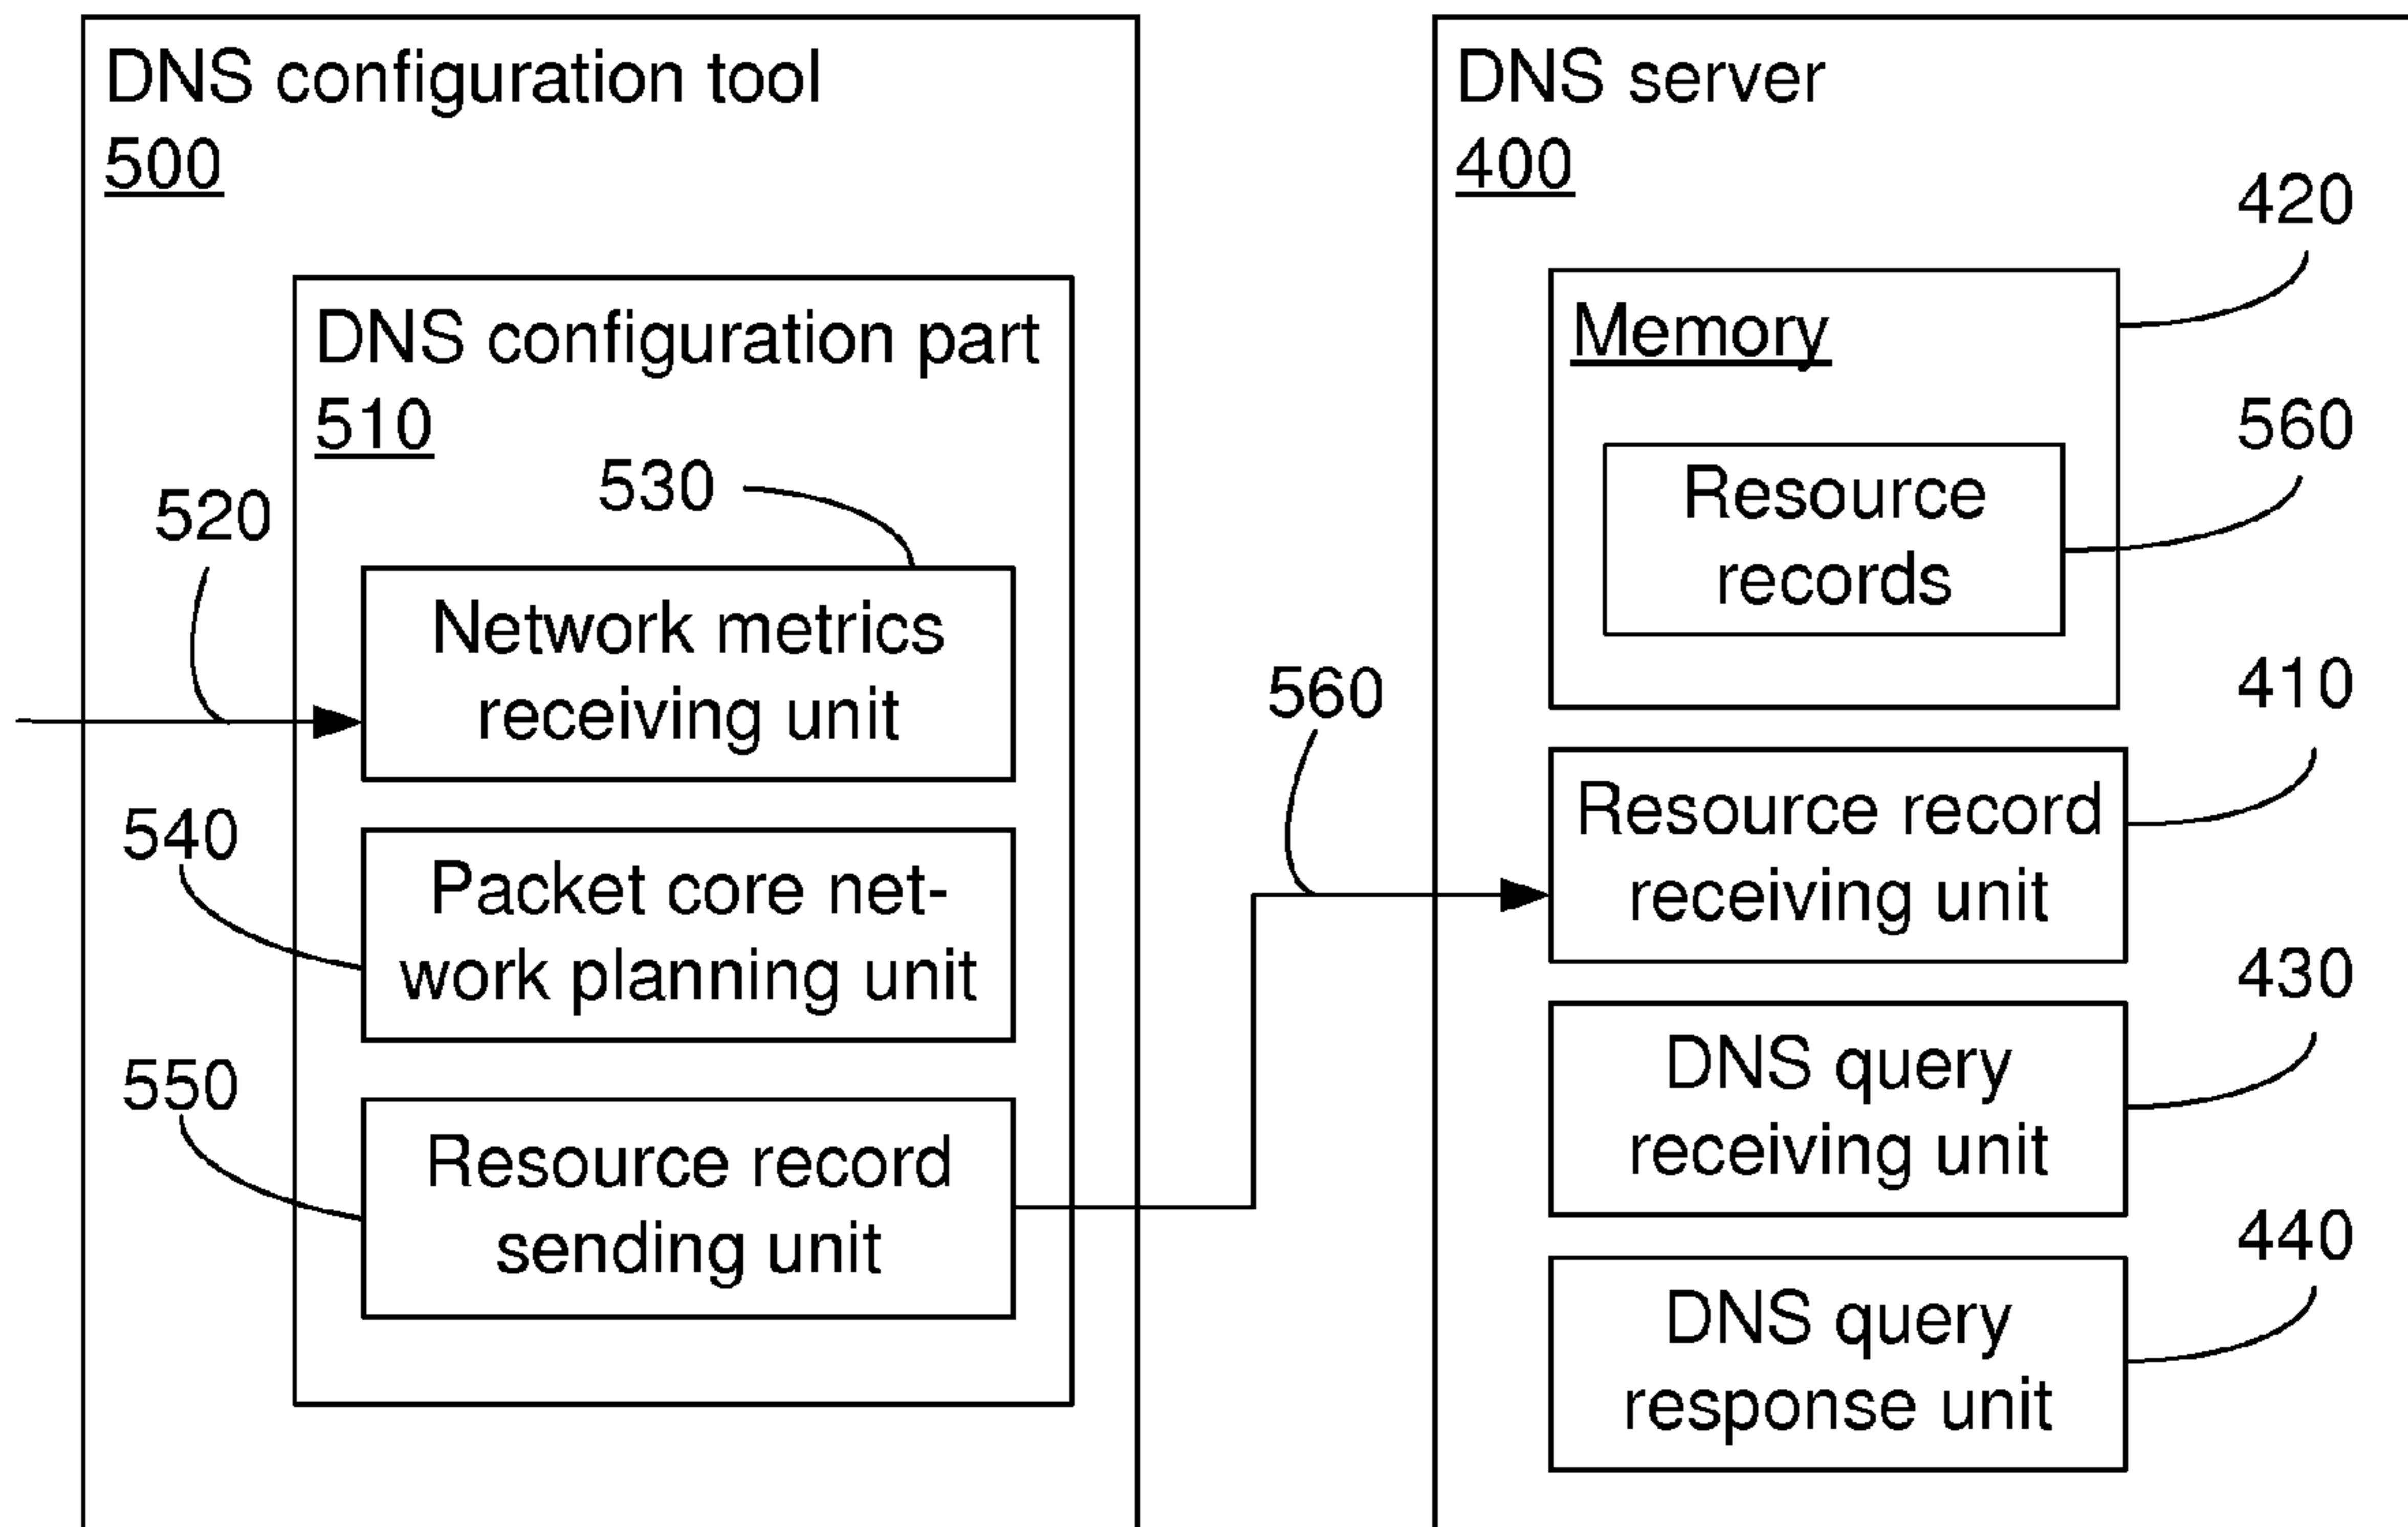 DNS configuration tool
500
DNS configuration part
510
520
530
Network metrics
receiving unit
540
Packet core net-
work planning unit
550
Resource record
sending unit
560
DNS server
400
420
Memory
560
Resource
records
410
Resource record
receiving unit
430
DNS query
receiving unit
440
DNS query
response unit